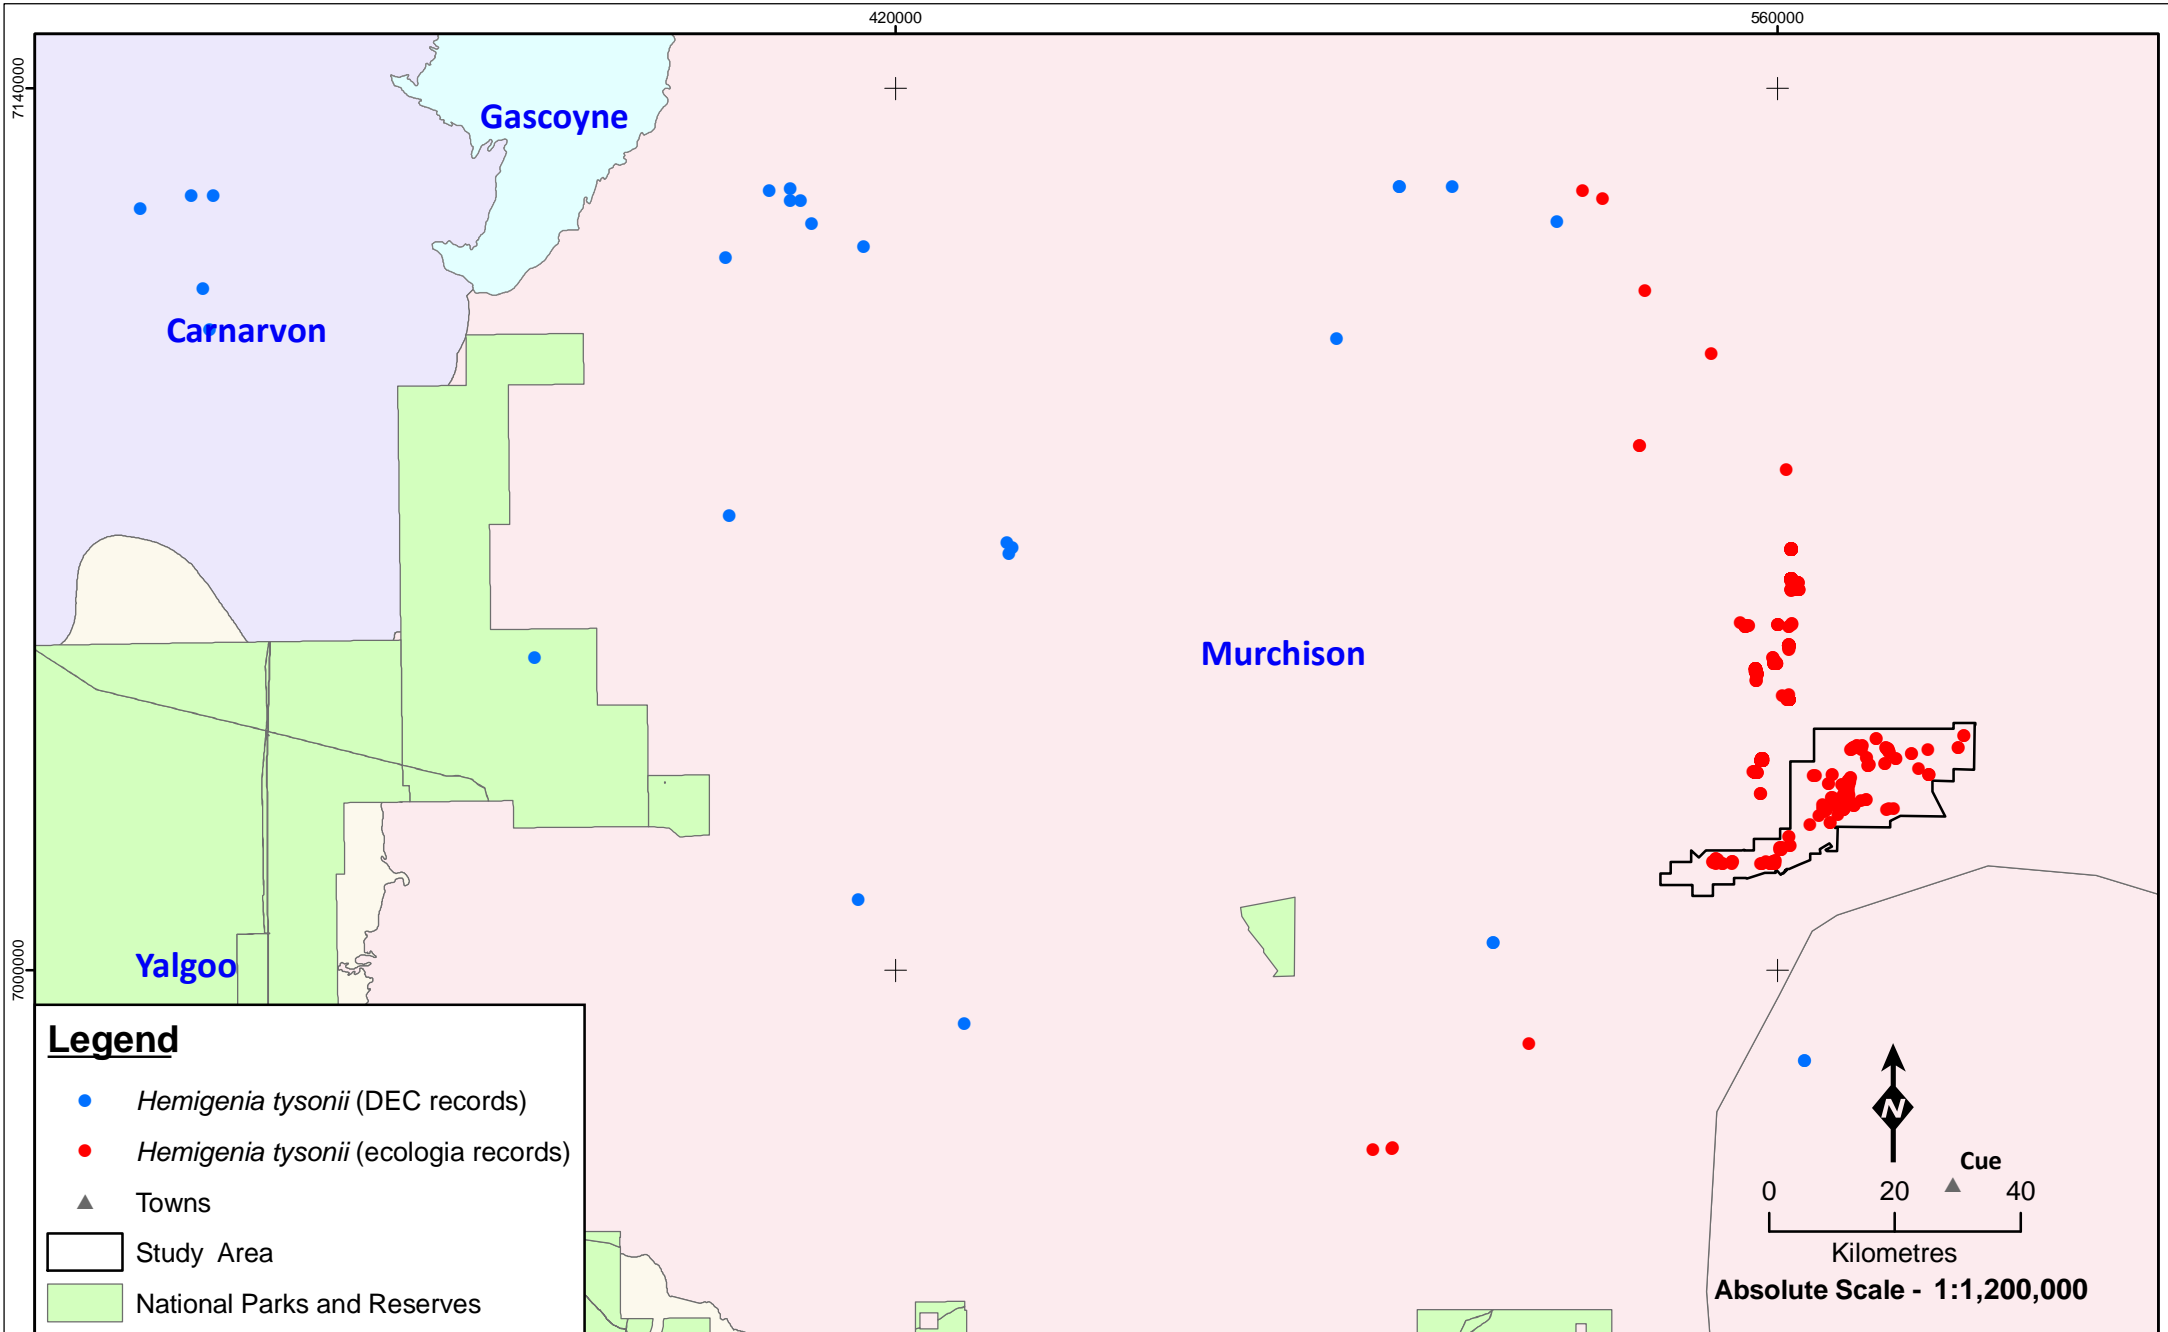 420000
560000
7140000
Gascoyne
Carnarvon
Murchison
Yalgoo
7000000
Legend
Hemigenia tysonii (DEC records)
Hemigenia tysonii (ecologia records)
Towns
Study Area
National Parks and Reserves
N
Cue
0 20 40
Kilometres
Absolute Scale - 1:1,200,000